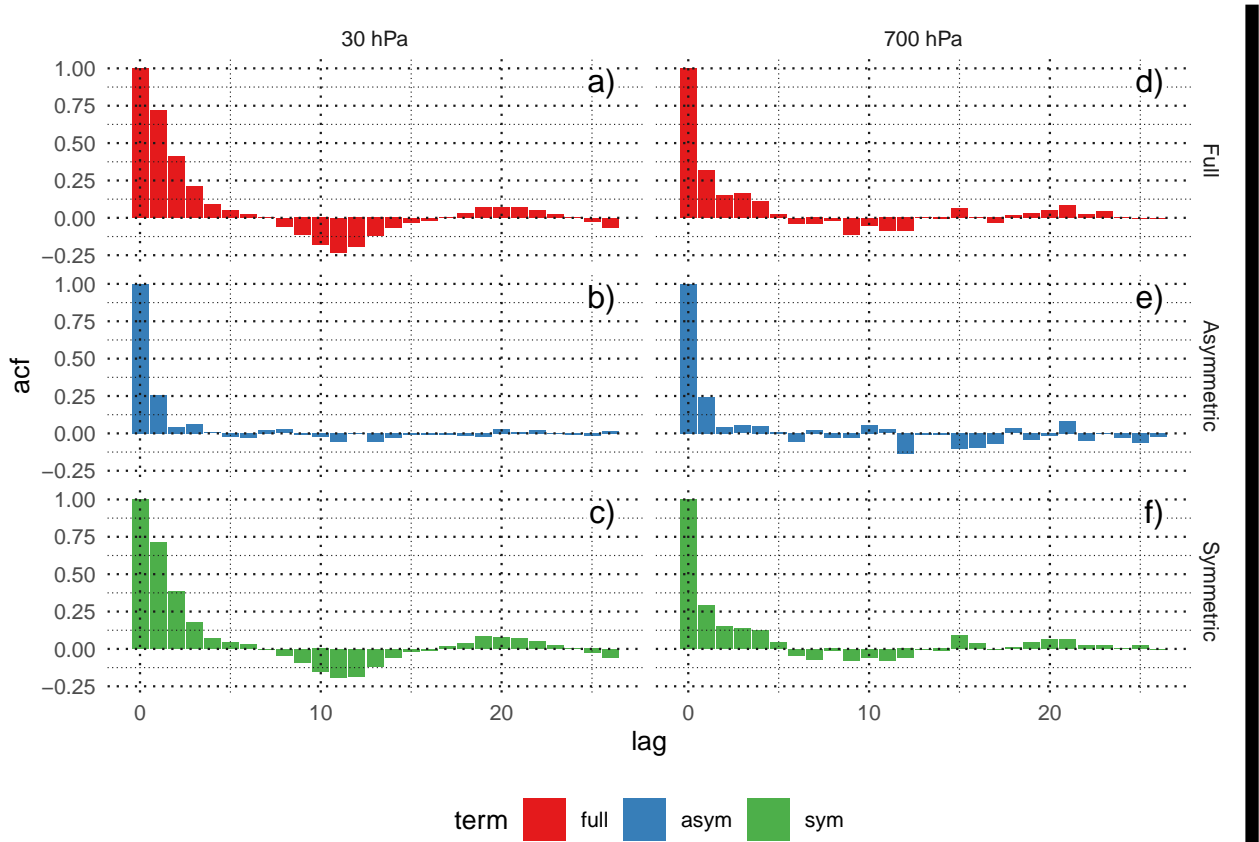 30 hPa 700 hPa
1.00 a) d)
0.75
0.50 Full
0.25
0.00
−0.25
1.00 b) e)
0.75
0.50 Asymmetric
0.25
0.00
−0.25
acf
1.00 c) f)
0.75
0.50 Symmetric
0.25
0.00
−0.25
0 10 20 0 10 20
lag
term full asym sym